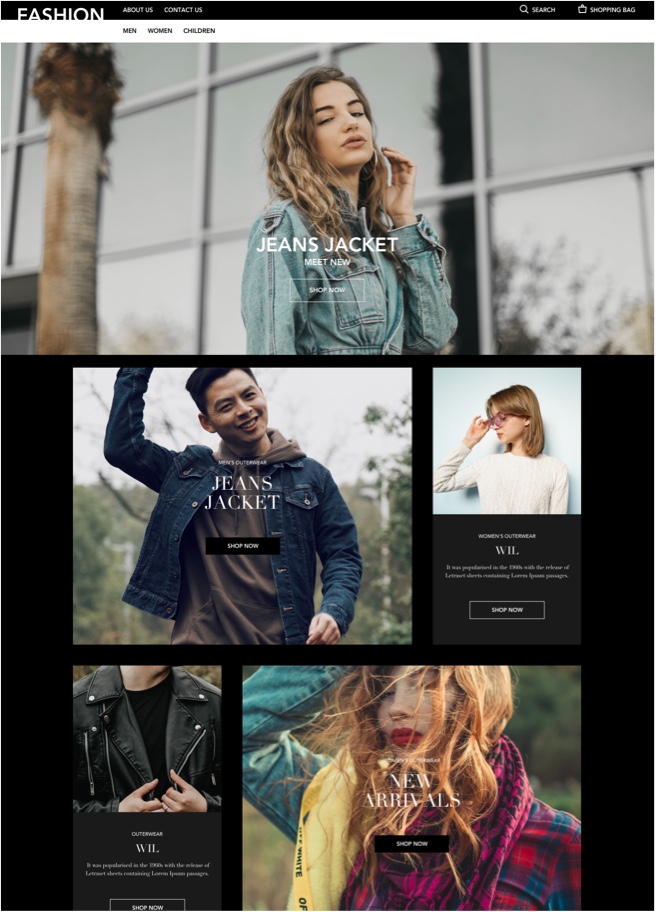 FASHION
ABOUT US
CONTACT US
SEARCH
SHOPPING BAG
MEN
WOMEN
CHILDREN
JEANS JACKET
MEET NEW
SHOP NOW
MEN'S OUTERWEAR
JEANS
JACKET
SHOP NOW
WOMEN'S OUTERWEAR
WIL
It was popularised in the 1960s with the release of
Letraset sheets containing Lorem Ipsum passages.
SHOP NOW
OUTERWEAR
WIL
It was popularised in the 1960s with the release of
Letraset sheets containing Lorem Ipsum passages.
SHOP NOW
NEW
ARRIVALS
SHOP NOW
WHITE
OF